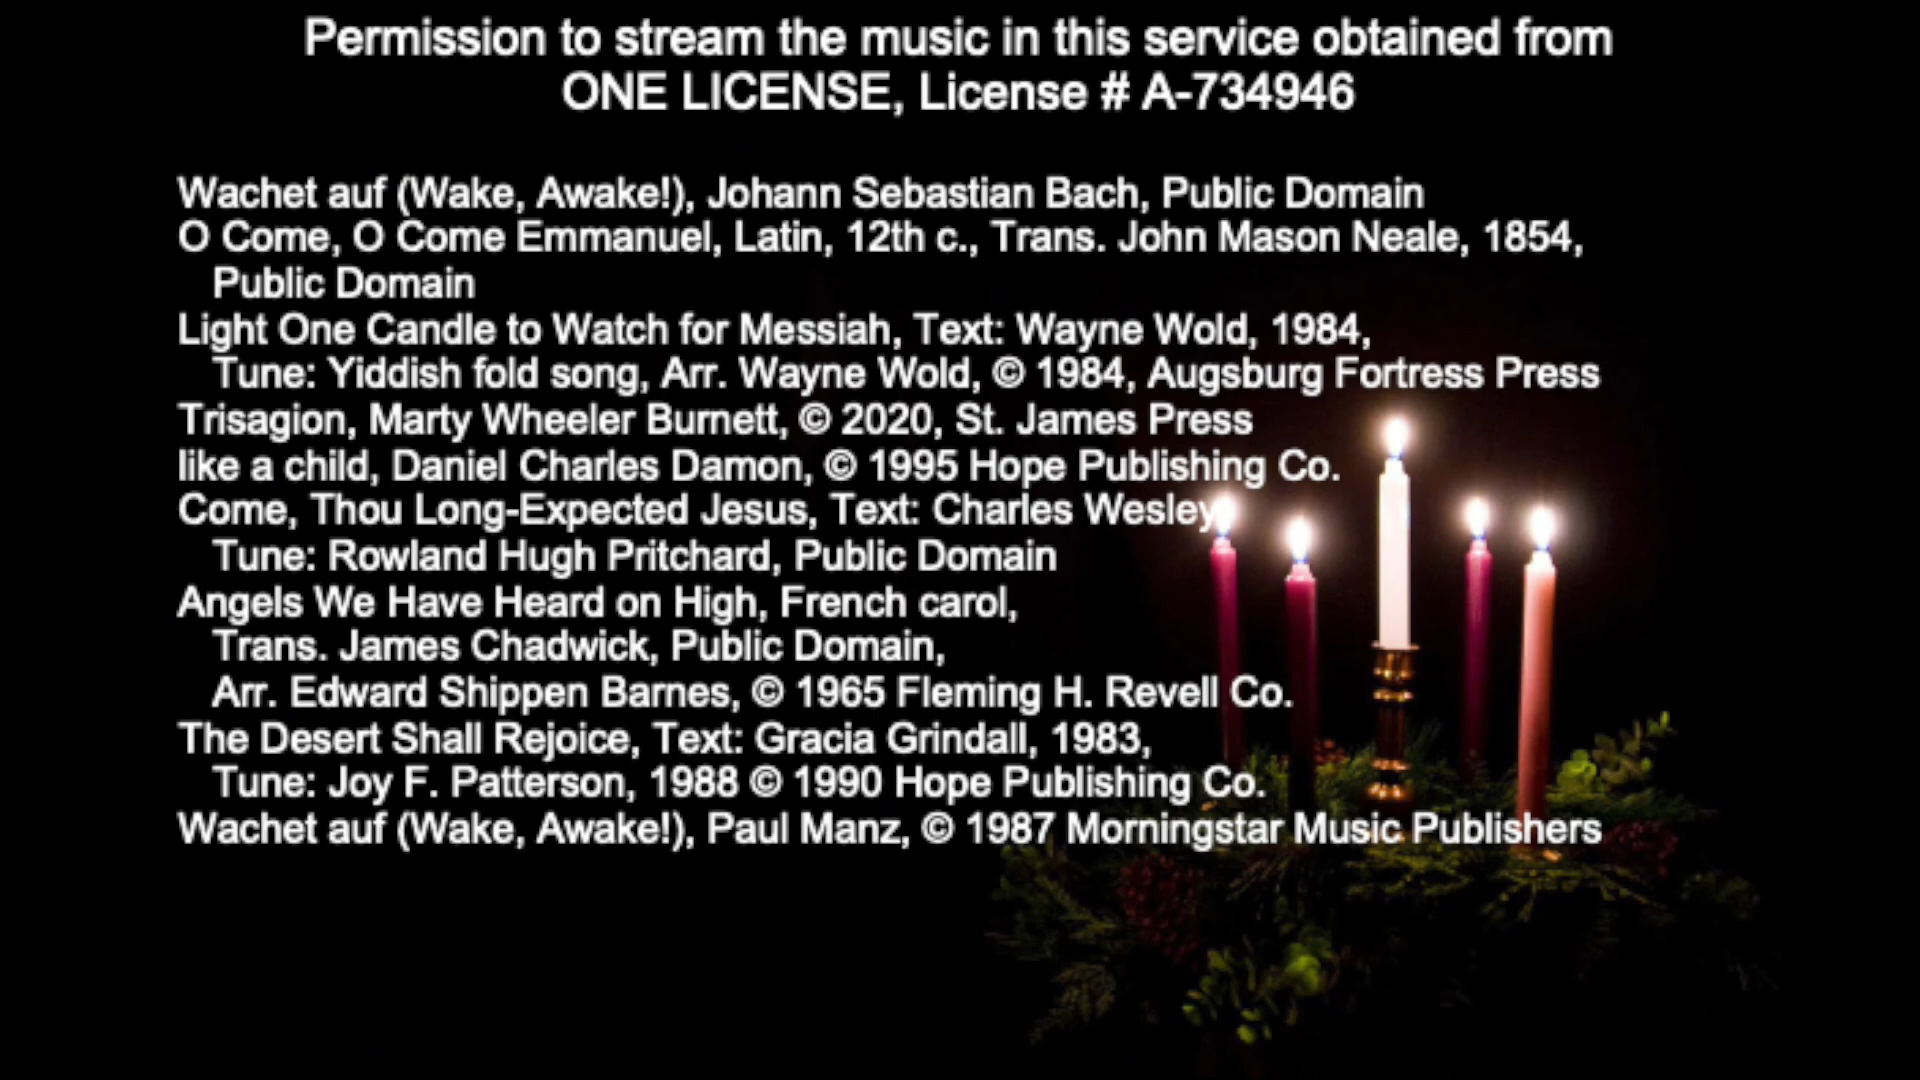 Permission to stream the music in this service obtained from
ONE LICENSE, License # A-734946
Wachet auf (Wake, Awake!), Johann Sebastian Bach, Public Domain
O Come, O Come Emmanuel, Latin, 12th c., Trans. John Mason Neale, 1854,
Public Domain
Light One Candle to Watch for Messiah, Text: Wayne Wold, 1984,
Tune: Yiddish fold song, Arr. Wayne Wold, © 1984, Augsburg Fortress Press
Trisagion, Marty Wheeler Burnett, © 2020, St. James Press
like a child, Daniel Charles Damon, © 1995 Hope Publishing Co.
Come, Thou Long-Expected Jesus, Text: Charles Wesley
Tune: Rowland Hugh Pritchard, Public Domain
Angels We Have Heard on High, French carol,
Trans. James Chadwick, Public Domain,
Arr. Edward Shippen Barnes, © 1965 Fleming H. Revell Co.
The Desert Shall Rejoice, Text: Gracia Grindall, 1983,
Tune: Joy F. Patterson, 1988 © 1990 Hope Publishing Co.
Wachet auf (Wake, Awake!), Paul Manz, © 1987 Morningstar Music Publishers